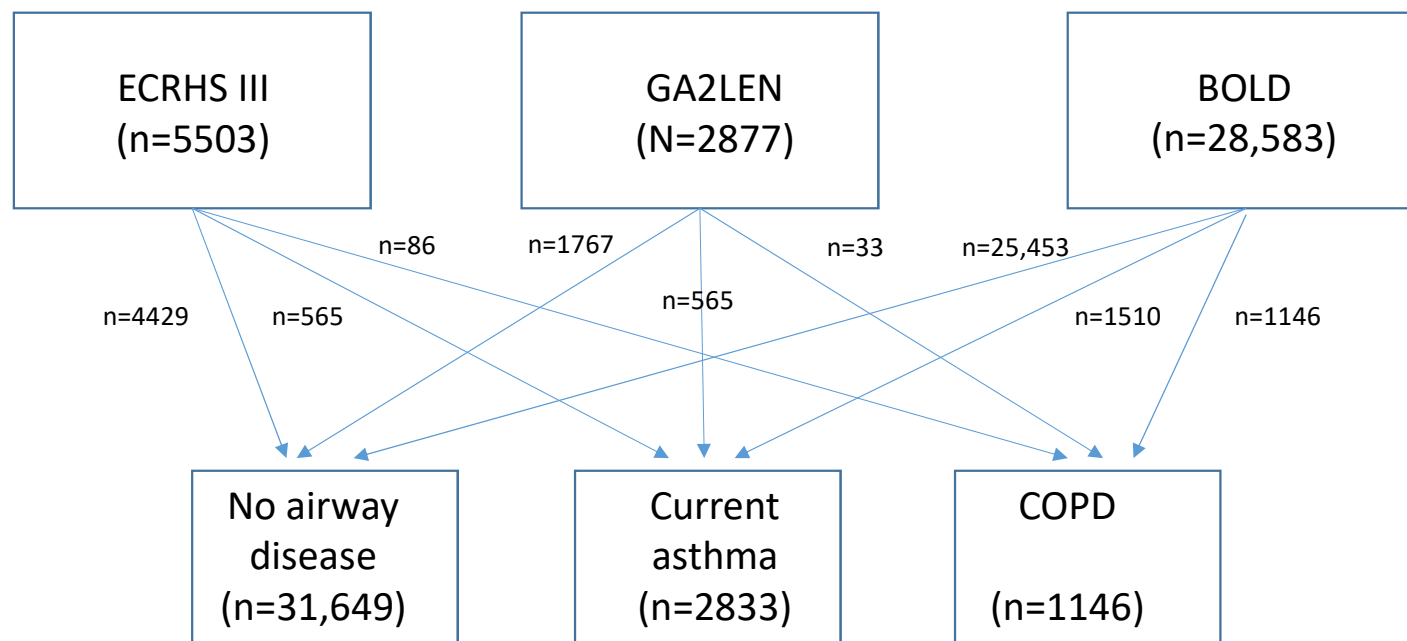 ECRHS III
(n=5503)
GA2LEN
(N=2877)
BOLD
(n=28,583)
n=86
n=1767
n=33
n=25,453
n=4429
n=565
n=565
n=1510
n=1146
No airway
disease
(n=31,649)
Current
asthma
(n=2833)
COPD
(n=1146)